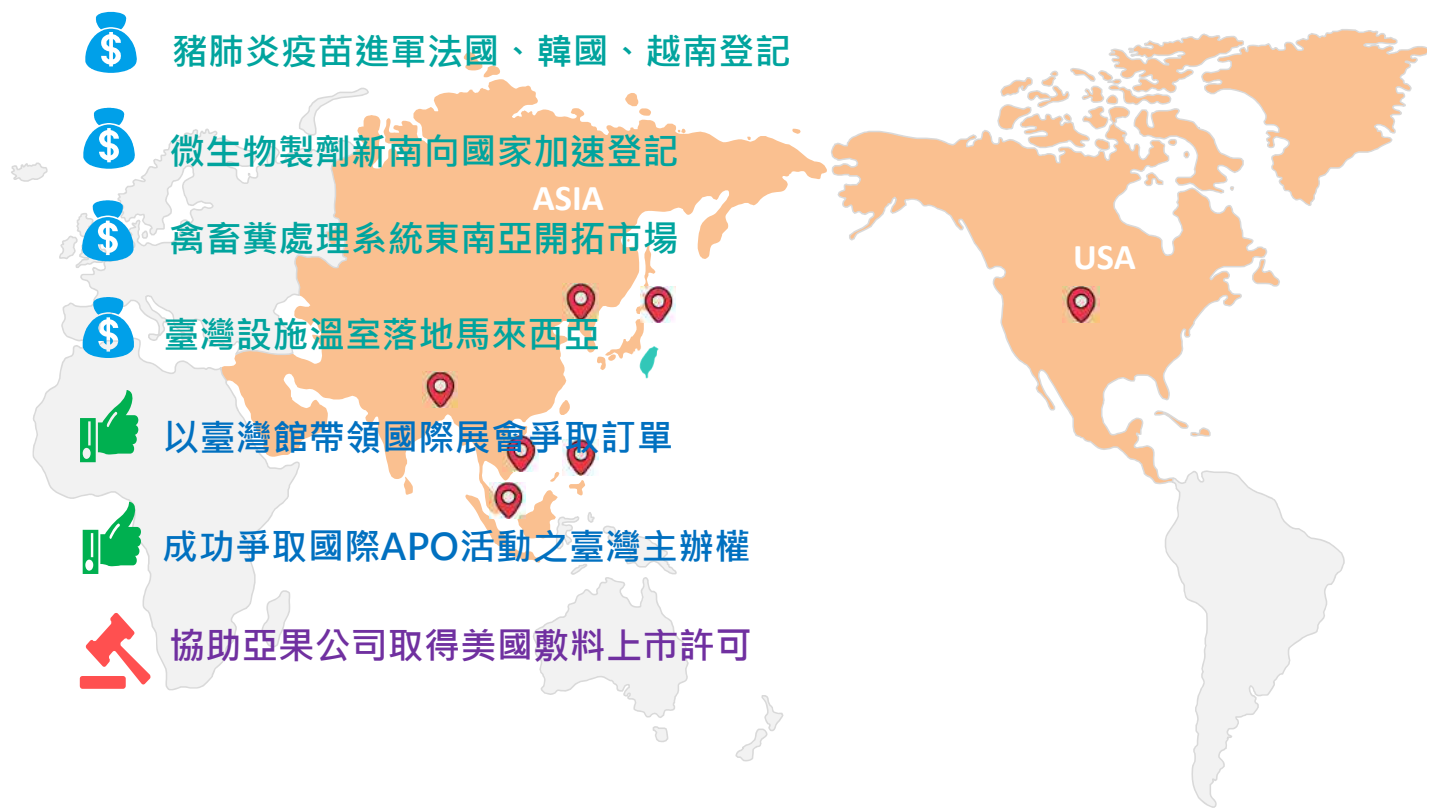 豬肺炎疫苗進軍法國、韓國、越南登記
微生物製劑新南向國家加速登記
ASIA
禽畜糞處理系統東南亞開拓市場
USA
臺灣設施溫室落地馬來西亞
以臺灣館帶領國際展會爭取訂單
成功爭取國際APO活動之臺灣主辦權
協助亞果公司取得美國敷料上市許可